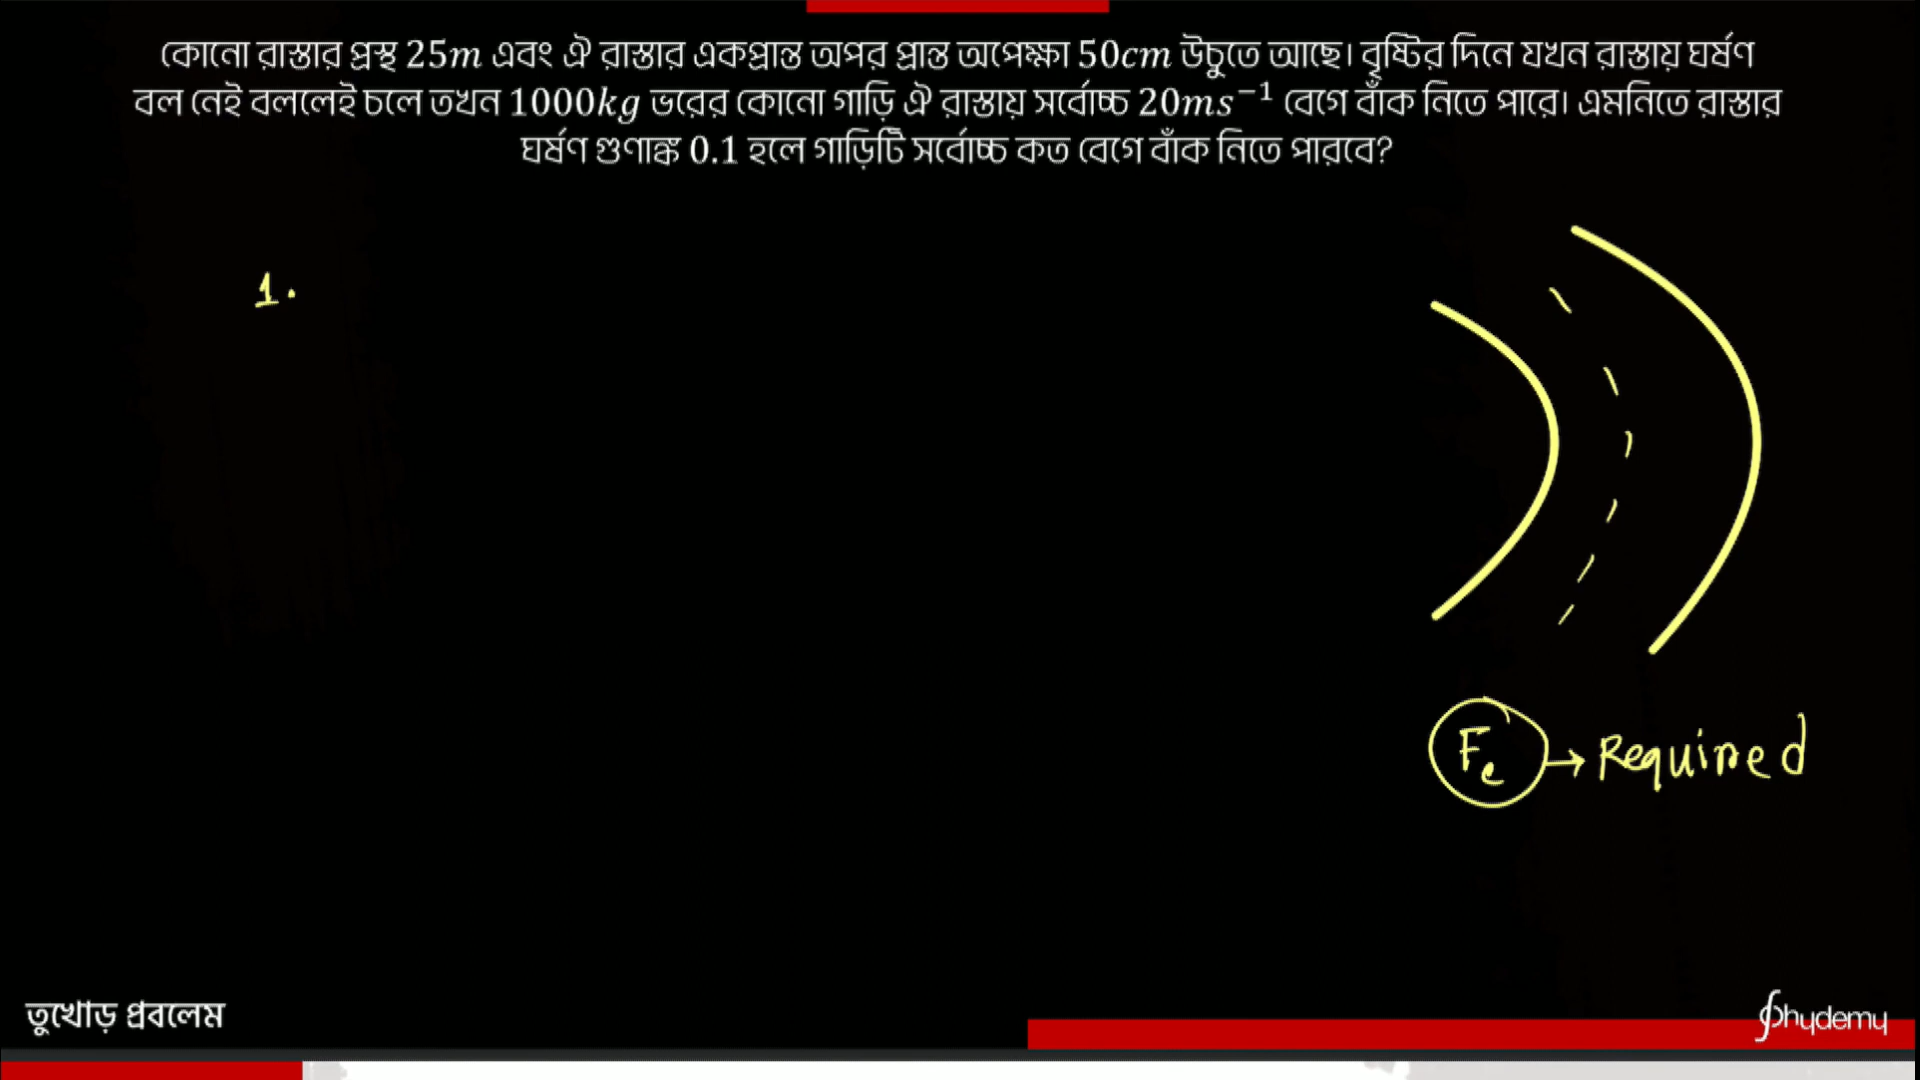 কোনো রাস্তার প্রস্থ 25m এবং ঐ রাস্তার একপ্রান্ত অপর প্রান্ত অপেক্ষা 50cm উচুতে আছে। বৃষ্টির দিনে যখন রাস্তায় ঘর্ষণ
বল নেই বললেই চলে তখন 1000kg ভরের কোনো গাড়ি ঐ রাস্তায় সর্বোচ্চ 20ms⁻¹ বেগে বাঁক নিতে পারে। এমনিতে রাস্তার
ঘর্ষণ গুণাঙ্ক 0.1 হলে গাড়িটি সর্বোচ্চ কত বেগে বাঁক নিতে পারবে?
1.
Fc → Required
তুখোড় প্রবলেম
Phydemy